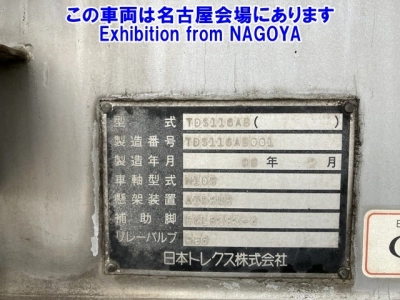 この車両は名古屋会場にあります
Exhibition from NAGOYA
型 式 TDS116AS( )
製造番号 TDS116AS001
製造年月 年 月
車軸型式
懸架装置
補助脚
リレーバルブ
日本トレクス株式会社